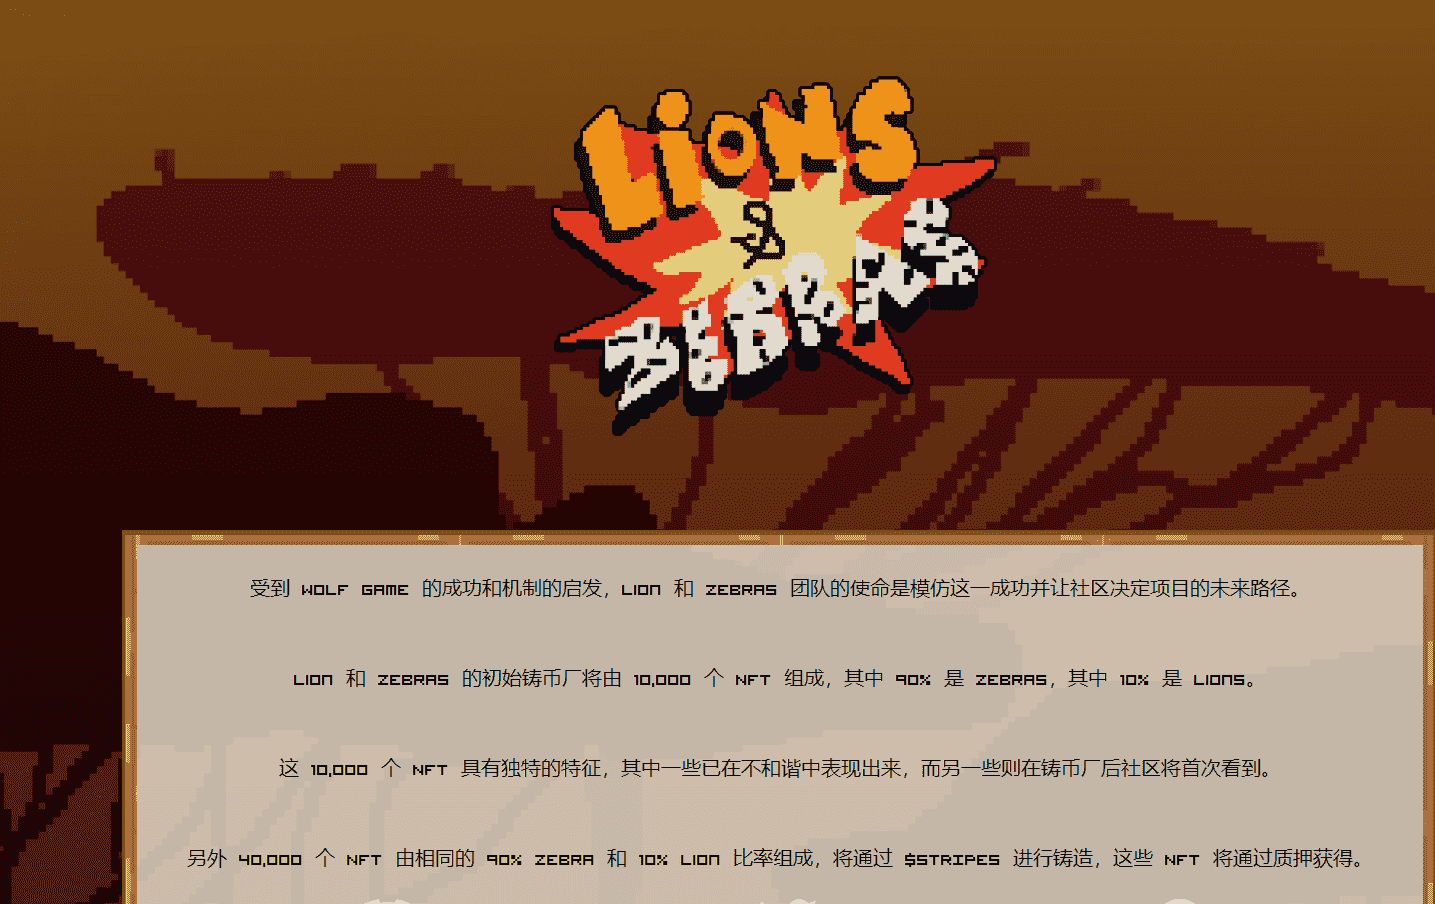 LIONS
&
ZEBRAS
受到 WOLF GAME 的成功和机制的启发，LION 和 ZEBRAS 团队的使命是模仿这一成功并让社区决定项目的未来路径。
LION 和 ZEBRAS 的初始铸币厂将由 10,000 个 NFT 组成，其中 90% 是 ZEBRAS，其中 10% 是 LIONS。
这 10,000 个 NFT 具有独特的特征，其中一些已在不和谐中表现出来，而另一些则在铸币厂后社区将首次看到。
另外 40,000 个 NFT 由相同的 90% ZEBRA 和 10% LION 比率组成，将通过 $STRIPES 进行铸造，这些 NFT 将通过质押获得。